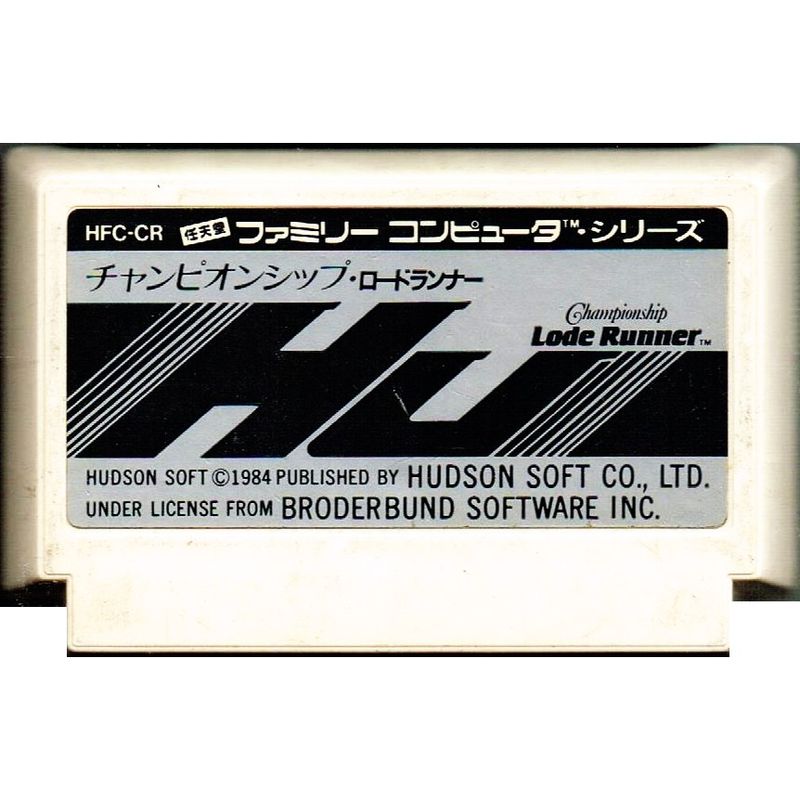 HFC-CR 任天堂 ファミリー コンピュータ™・シリーズ
チャンピオンシップ・ロードランナー
Championship
Lode Runner™
HU
HUDSON SOFT ©1984 PUBLISHED BY HUDSON SOFT CO., LTD.
UNDER LICENSE FROM BRODERBUND SOFTWARE INC.